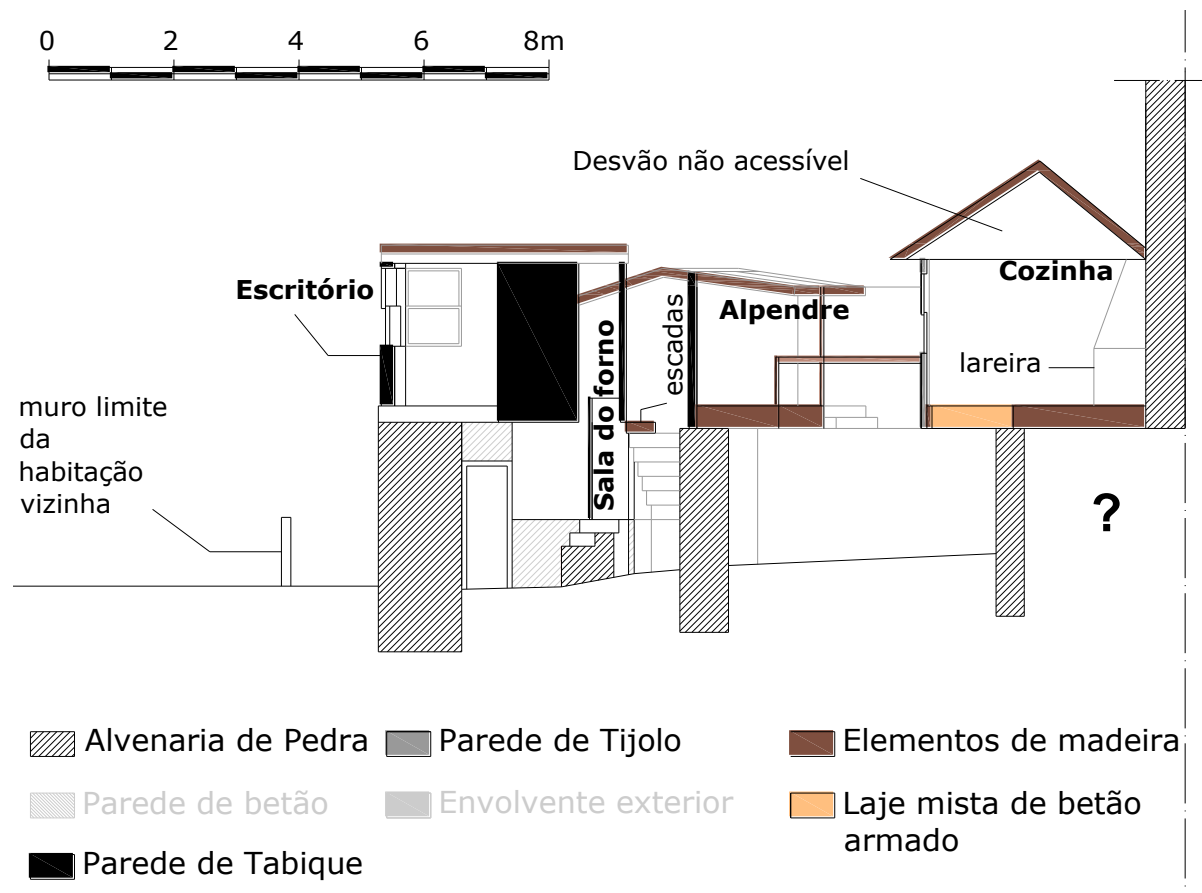 0 2 4 6 8m
Desvão não acessível
Cozinha
Escritório
Alpendre
escadas
Sala do forno
lareira
muro limite
da
habitação
vizinha
?
Alvenaria de Pedra
Parede de Tijolo
Elementos de madeira
Parede de betão
Envolvente exterior
Laje mista de betão
armado
Parede de Tabique